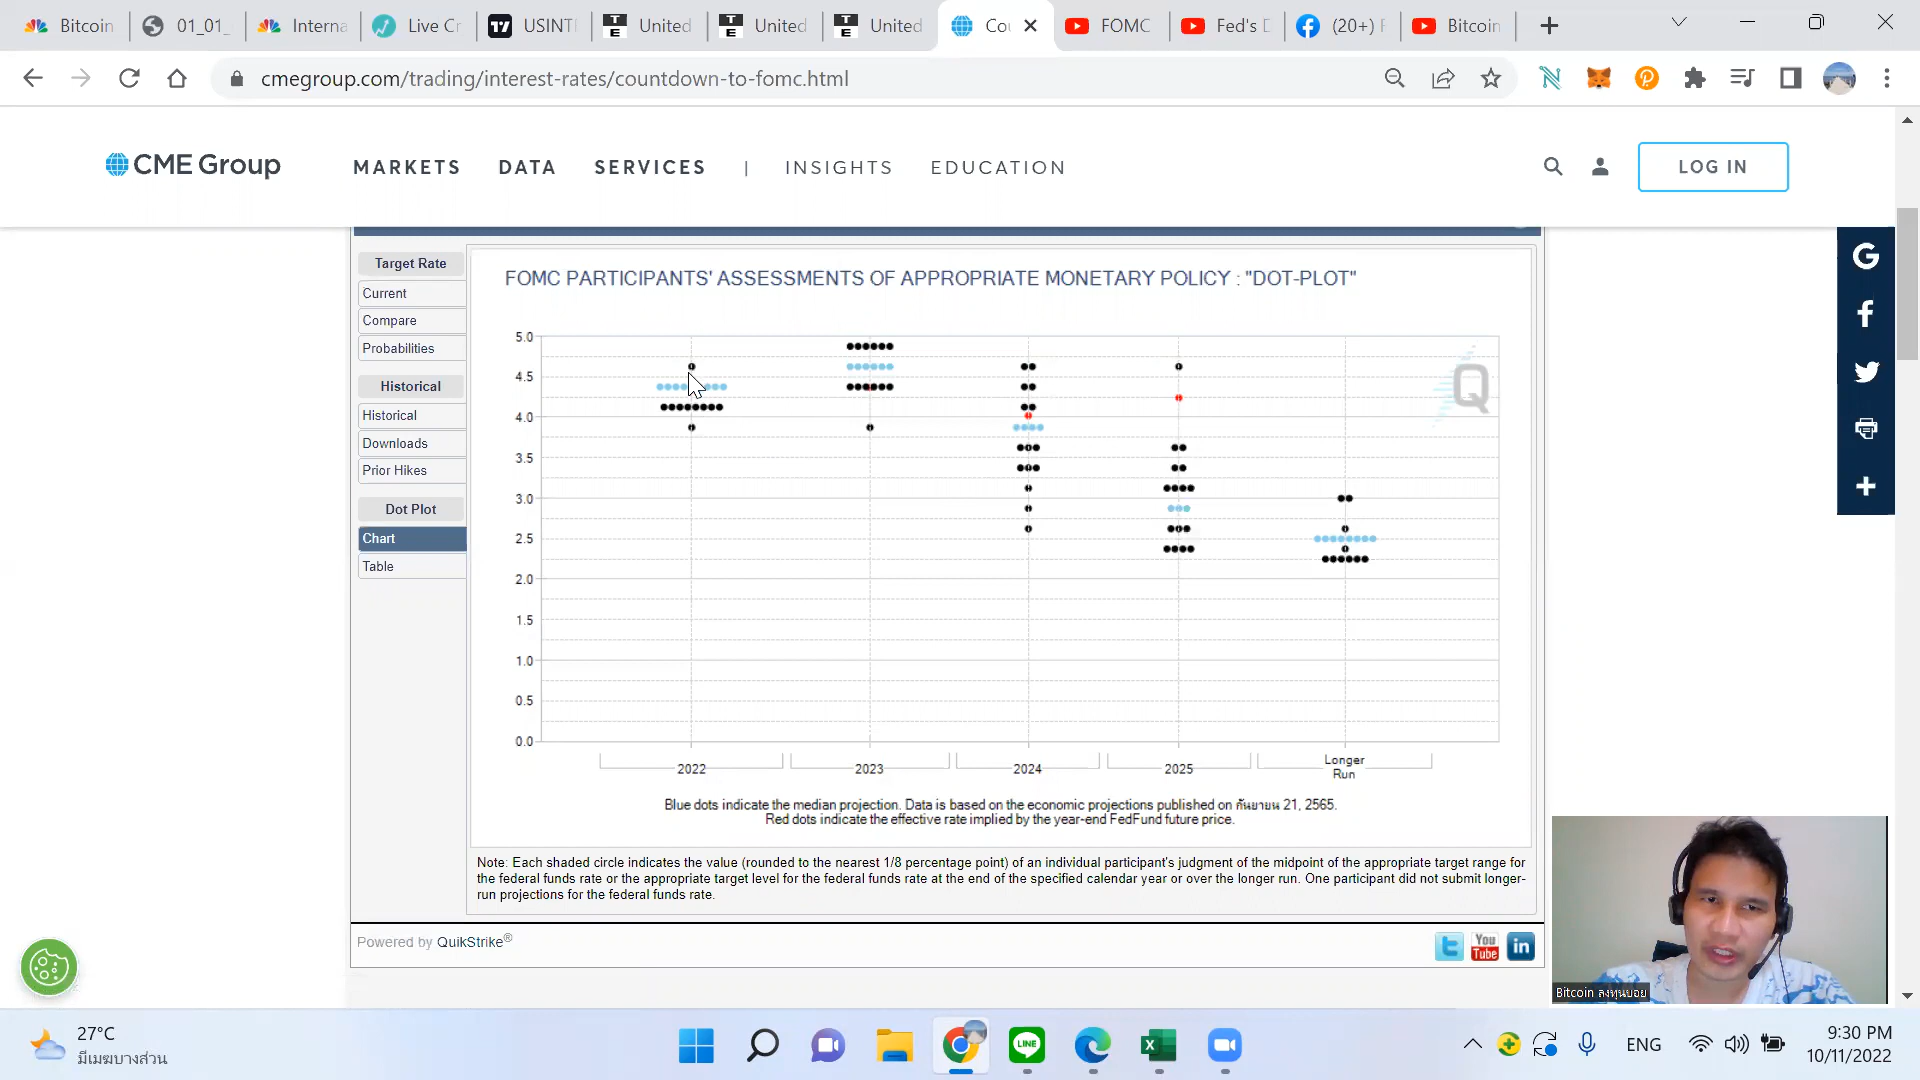 Bitcoin
01_01_
Interna
Live Cr
USINT
United
United
United
Co
FOMC
Fed's D
(20+) F
Bitcoin
cmegroup.com/trading/interest-rates/countdown-to-fomc.html
CME Group
MARKETS DATA SERVICES | INSIGHTS EDUCATION
LOG IN
Target Rate
Current
Compare
Probabilities
Historical
Historical
Downloads
Prior Hikes
Dot Plot
Chart
Table
FOMC PARTICIPANTS' ASSESSMENTS OF APPROPRIATE MONETARY POLICY : "DOT-PLOT"
5.0
4.5
4.0
3.5
3.0
2.5
2.0
1.5
1.0
0.5
0.0
Q
2022
2023
2024
2025
Longer
Run
Blue dots indicate the median projection. Data is based on the economic projections published on กันยายน 21, 2565.
Red dots indicate the effective rate implied by the year-end FedFund future price.
Note: Each shaded circle indicates the value (rounded to the nearest 1/8 percentage point) of an individual participant's judgment of the midpoint of the appropriate target range for
the federal funds rate or the appropriate target level for the federal funds rate at the end of the specified calendar year or over the longer run. One participant did not submit longer-
run projections for the federal funds rate.
Powered by QuikStrike®
You
Tube
in
Bitcoin ลงทุนบอย
27°C
มีเมฆบางส่วน
LINE
ENG
9:30 PM
10/11/2022